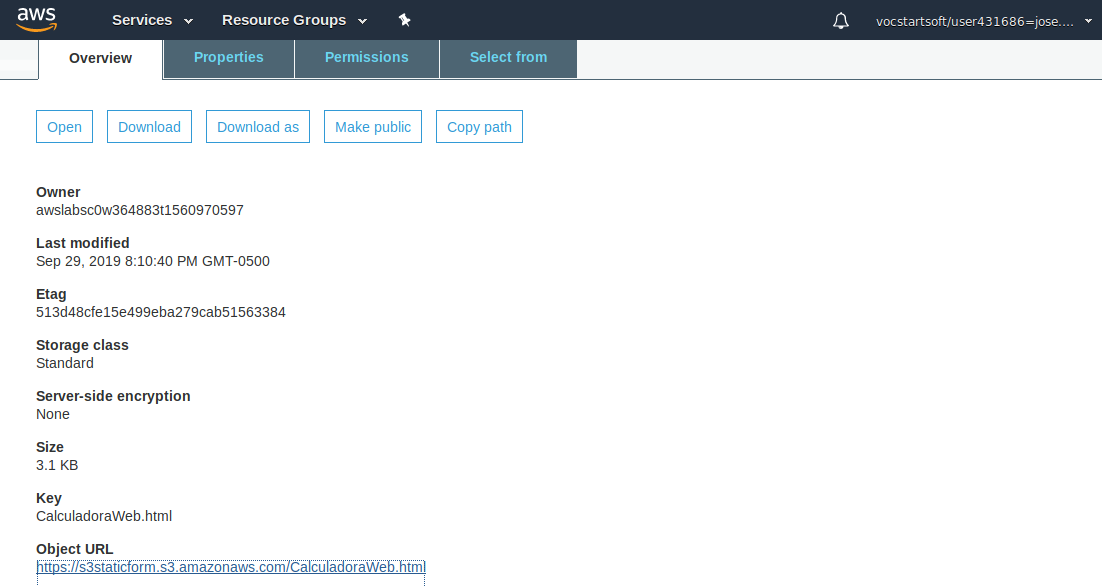 aws Services Resource Groups vocstartsoft/user431686=jose....
Overview Properties Permissions Select from
Open Download Download as Make public Copy path
Owner
awslabsc0w364883t1560970597
Last modified
Sep 29, 2019 8:10:40 PM GMT-0500
Etag
513d48cfe15e499eba279cab51563384
Storage class
Standard
Server-side encryption
None
Size
3.1 KB
Key
CalculadoraWeb.html
Object URL
https://s3staticform.s3.amazonaws.com/CalculadoraWeb.html